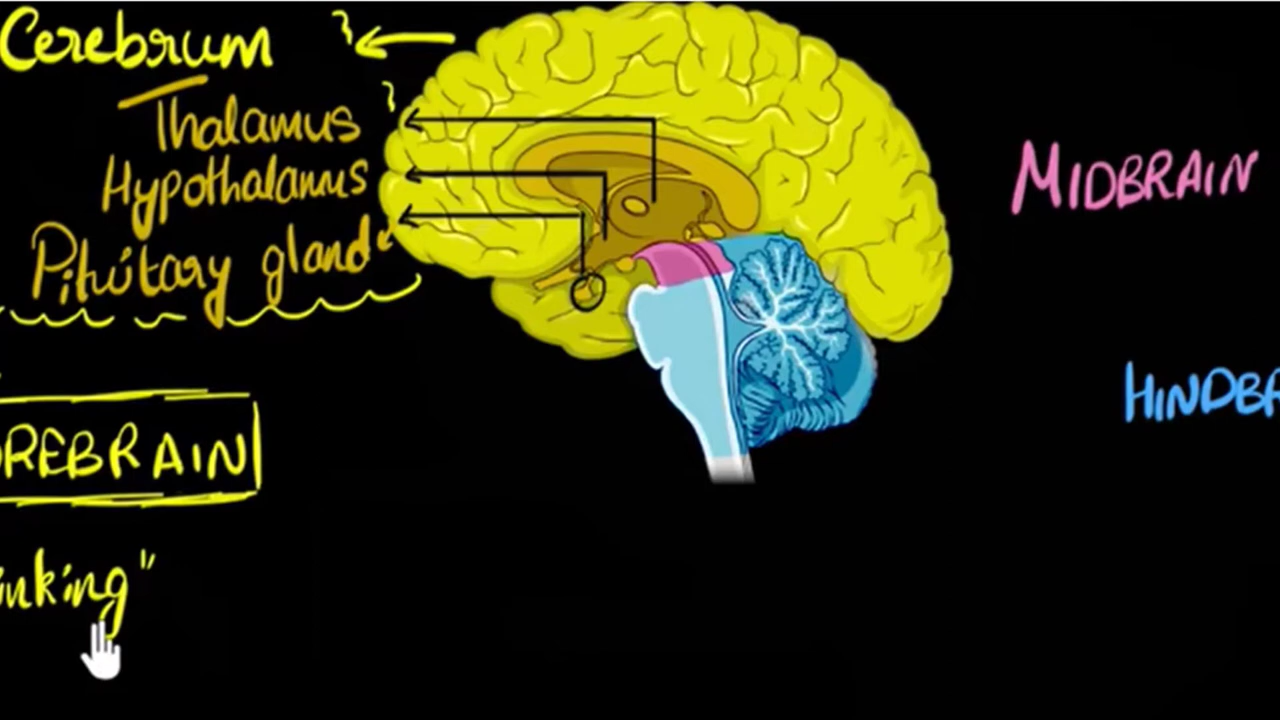 Cerebrum
Thalamus
Hypothalamus
Pituitary gland
MIDBRAIN
HINDBR
OREBRAIN
inking"